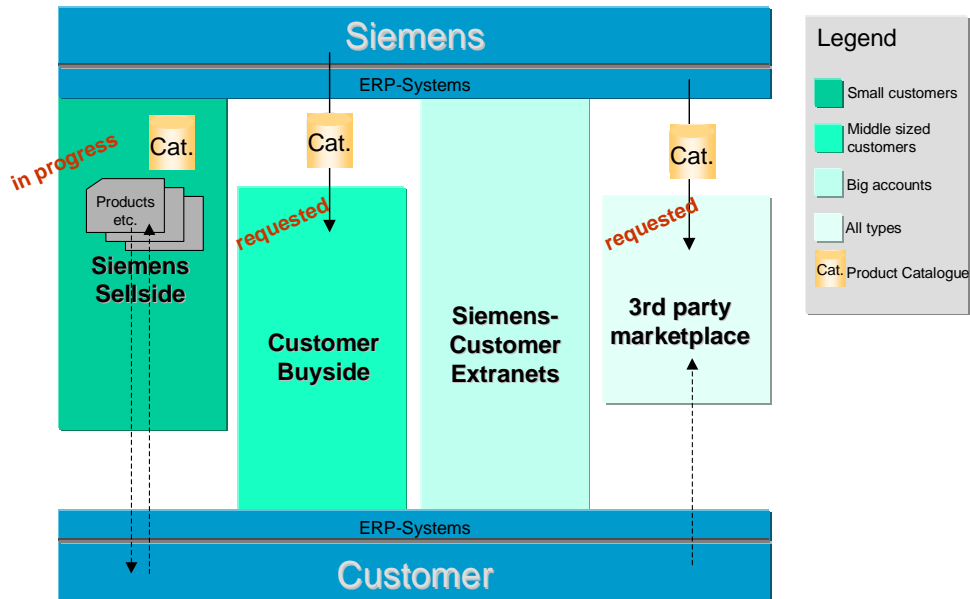 Siemens
ERP-Systems
Legend
Small customers
Middle sized
customers
Big accounts
All types
Cat.
Product Catalogue
in progress
Cat.
Products
etc.
Siemens
Sellside
Cat.
requested
Customer
Buyside
Siemens-
Customer
Extranets
Cat.
requested
3rd party
marketplace
ERP-Systems
Customer